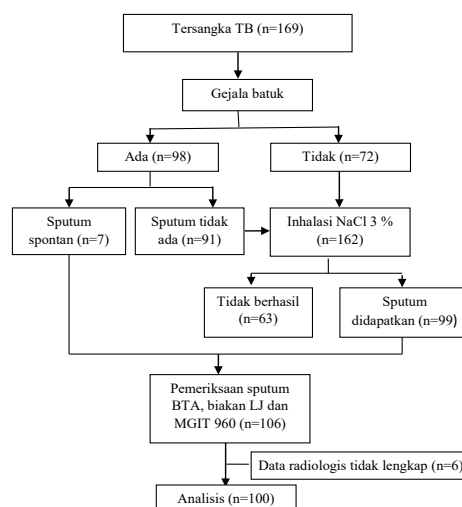 Tersangka TB (n=169)
Gejala batuk
Ada (n=98)
Tidak (n=72)
Sputum
spontan (n=7)
Sputum tidak
ada (n=91)
Inhalasi NaCl 3 %
(n=162)
Tidak berhasil
(n=63)
Sputum
didapatkan (n=99)
Pemeriksaan sputum
BTA, biakan LJ dan
MGIT 960 (n=106)
Data radiologis tidak lengkap (n=6)
Analisis (n=100)